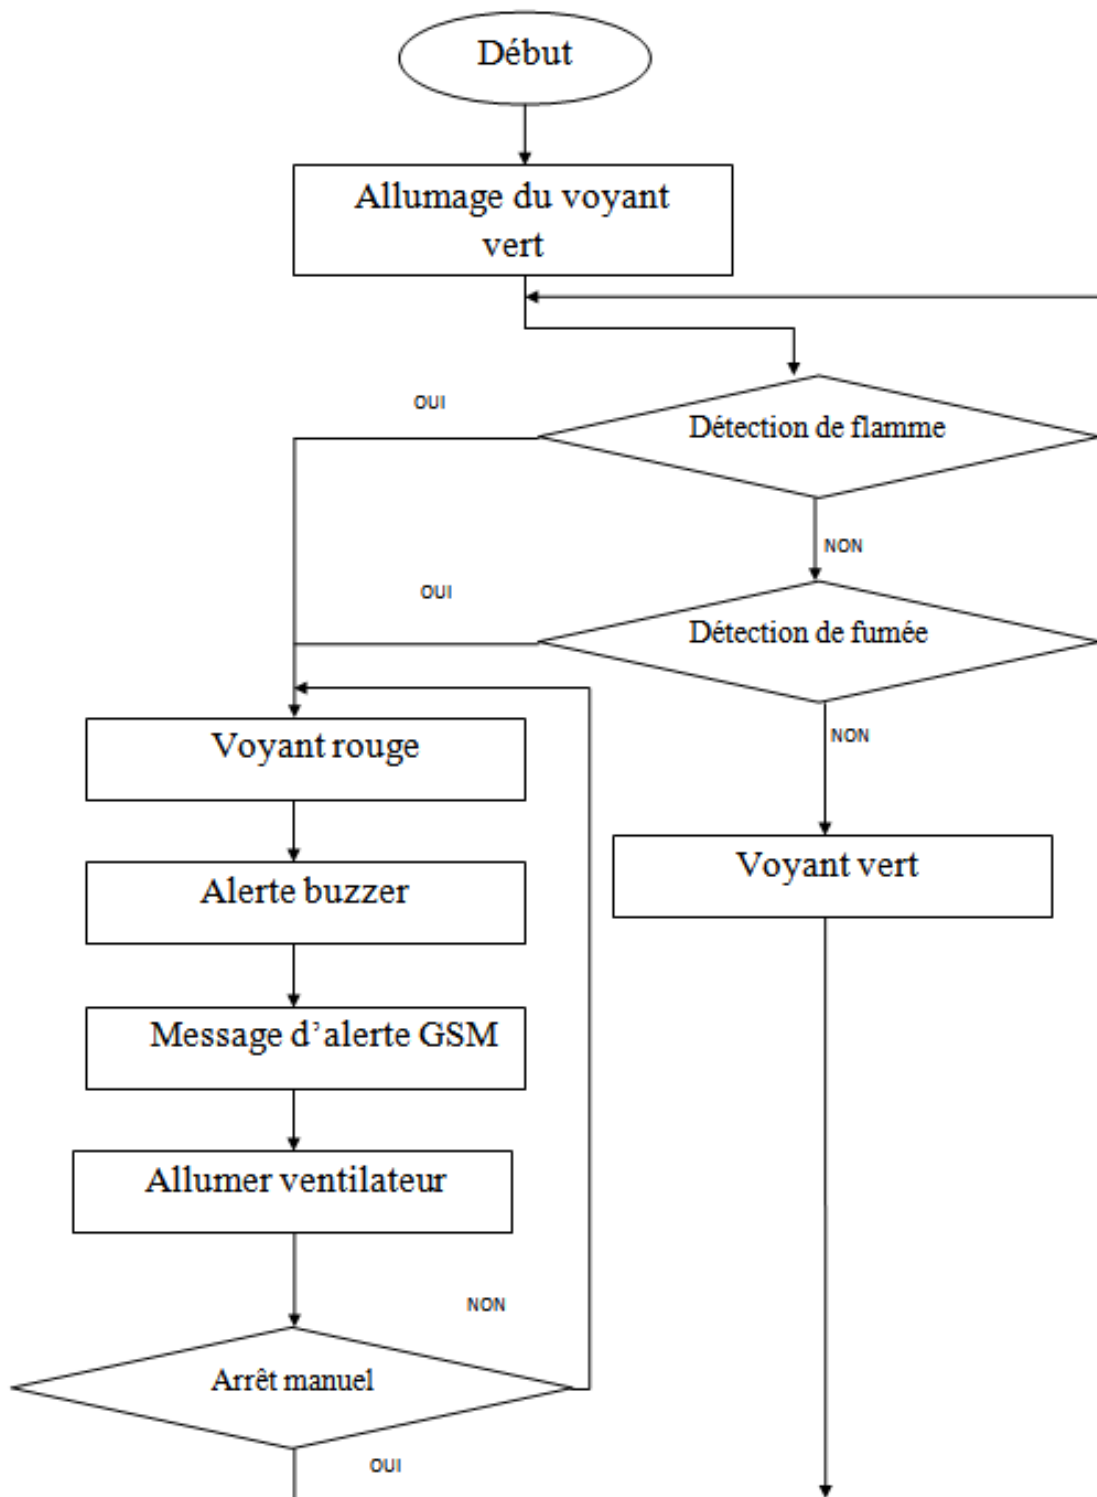 Début
Allumage du voyant
vert
OUI
Détection de flamme
NON
OUI
Détection de fumée
NON
Voyant rouge
Voyant vert
Alerte buzzer
Message d’alerte GSM
Allumer ventilateur
NON
Arrêt manuel
OUI